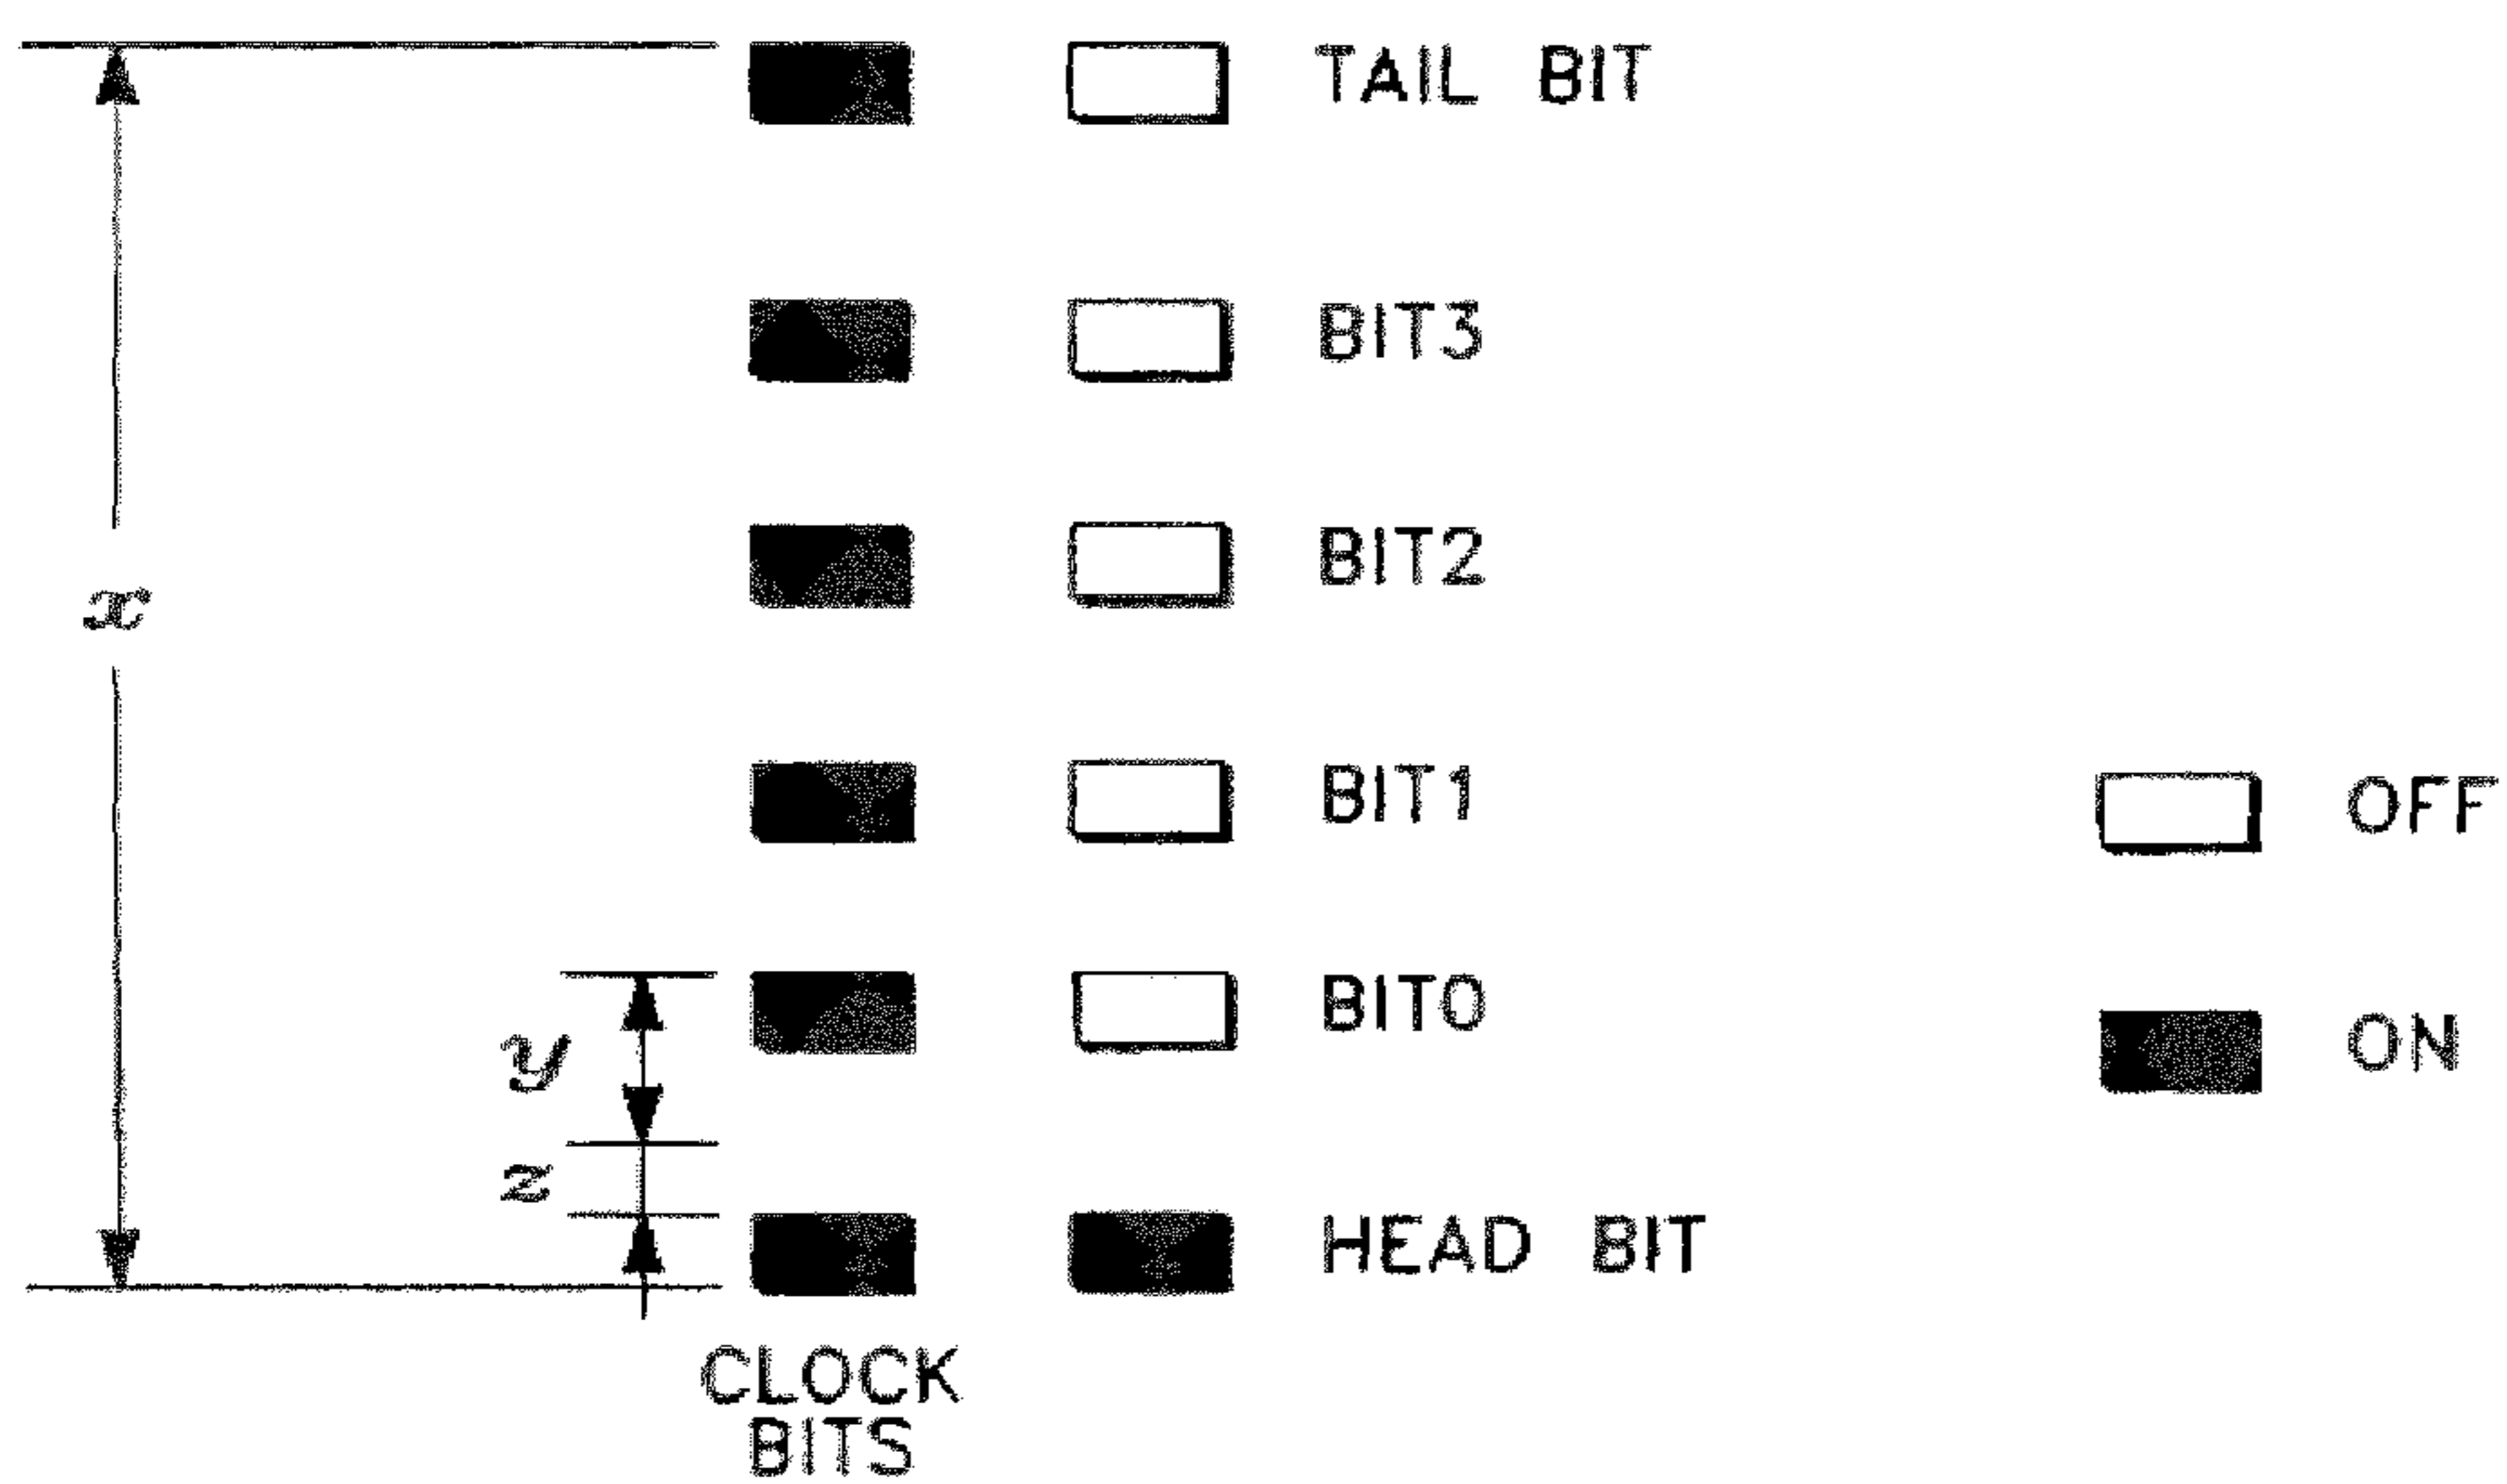 TAIL BIT
BIT3
BIT2
x
BIT1
OFF
BIT0
ON
y
z
HEAD BIT
CLOCK
BITS